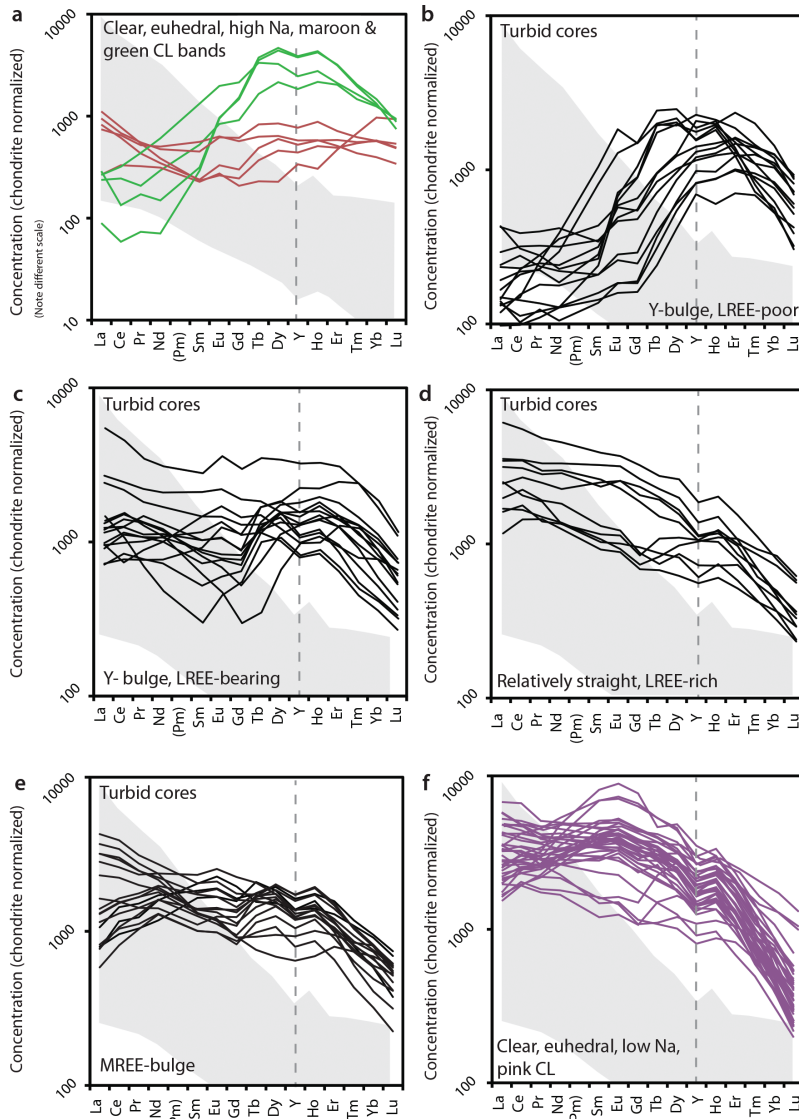 a
Clear, euhedral, high Na, maroon &
green CL bands
Concentration (chondrite normalized)
(Note different scale)
10000
1000
100
10
La Ce Pr Nd (Pm) Sm Eu Gd Tb Dy Y Ho Er Tm Yb Lu
b
Turbid cores
Concentration (chondrite normalized)
10000
1000
100
Y-bulge, LREE-poor
La Ce Pr Nd (Pm) Sm Eu Gd Tb Dy Y Ho Er Tm Yb Lu
c
Turbid cores
Concentration (chondrite normalized)
10000
1000
100
Y- bulge, LREE-bearing
La Ce Pr Nd (Pm) Sm Eu Gd Tb Dy Y Ho Er Tm Yb Lu
d
Turbid cores
Concentration (chondrite normalized)
10000
1000
100
Relatively straight, LREE-rich
La Ce Pr Nd (Pm) Sm Eu Gd Tb Dy Y Ho Er Tm Yb Lu
e
Turbid cores
Concentration (chondrite normalized)
10000
1000
100
MREE-bulge
La Ce Pr Nd (Pm) Sm Eu Gd Tb Dy Y Ho Er Tm Yb Lu
f
Concentration (chondrite normalized)
10000
1000
100
Clear, euhedral, low Na,
pink CL
La Ce Pr Nd (Pm) Sm Eu Gd Tb Dy Y Ho Er Tm Yb Lu